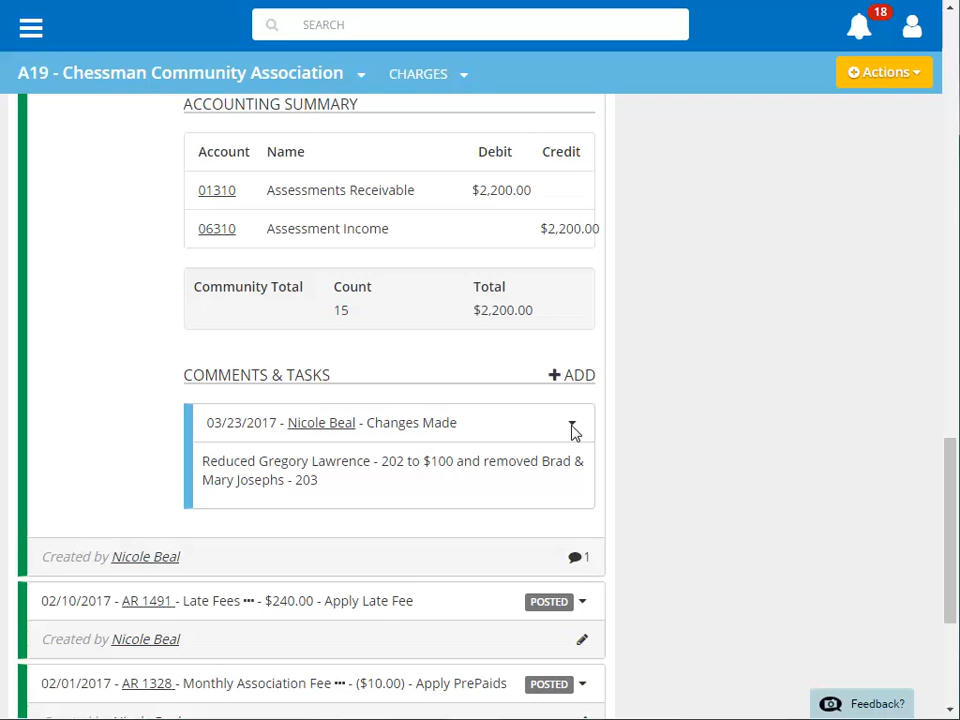 SEARCH
18
A19 - Chessman Community Association CHARGES Actions
ACCOUNTING SUMMARY
Account Name Debit Credit
01310 Assessments Receivable $2,200.00
06310 Assessment Income $2,200.00
Community Total Count Total
15 $2,200.00
COMMENTS & TASKS + ADD
03/23/2017 - Nicole Beal - Changes Made
Reduced Gregory Lawrence - 202 to $100 and removed Brad &
Mary Josephs - 203
Created by Nicole Beal 1
02/10/2017 - AR 1491 - Late Fees ••• - $240.00 - Apply Late Fee POSTED
Created by Nicole Beal
02/01/2017 - AR 1328 - Monthly Association Fee ••• - ($10.00) - Apply PrePaids POSTED
Feedback?